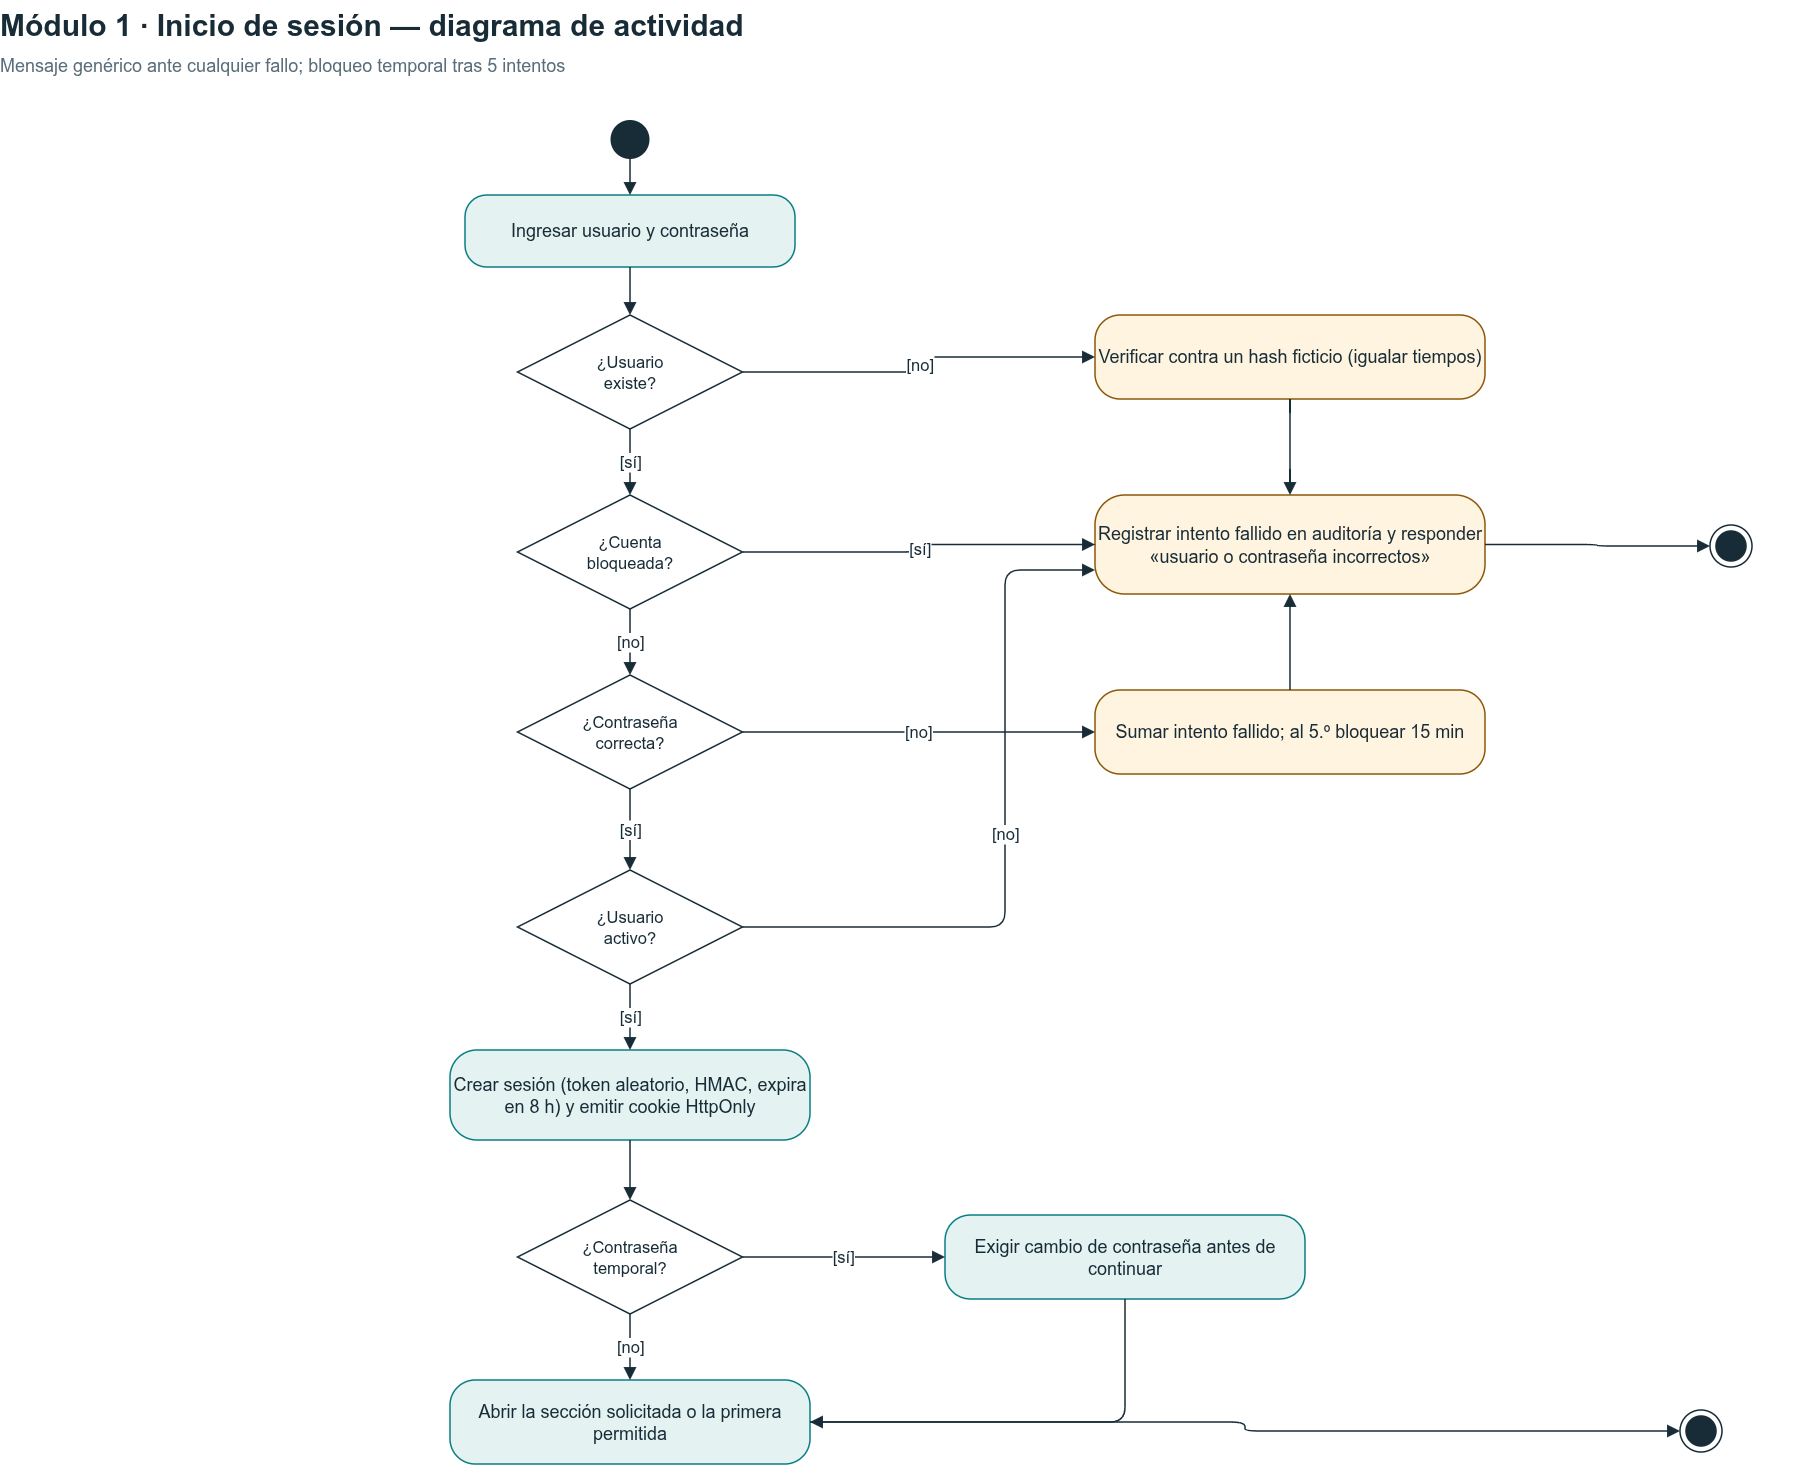 Módulo 1 · Inicio de sesión — diagrama de actividad
Mensaje genérico ante cualquier fallo; bloqueo temporal tras 5 intentos
Ingresar usuario y contraseña
¿Usuario
existe?
[no]
Verificar contra un hash ficticio (igualar tiempos)
[sí]
¿Cuenta
bloqueada?
[sí]
Registrar intento fallido en auditoría y responder
«usuario o contraseña incorrectos»
[no]
¿Contraseña
correcta?
[no]
Sumar intento fallido; al 5.º bloquear 15 min
[sí]
[no]
¿Usuario
activo?
[sí]
Crear sesión (token aleatorio, HMAC, expira
en 8 h) y emitir cookie HttpOnly
¿Contraseña
temporal?
[sí]
Exigir cambio de contraseña antes de
continuar
[no]
Abrir la sección solicitada o la primera
permitida